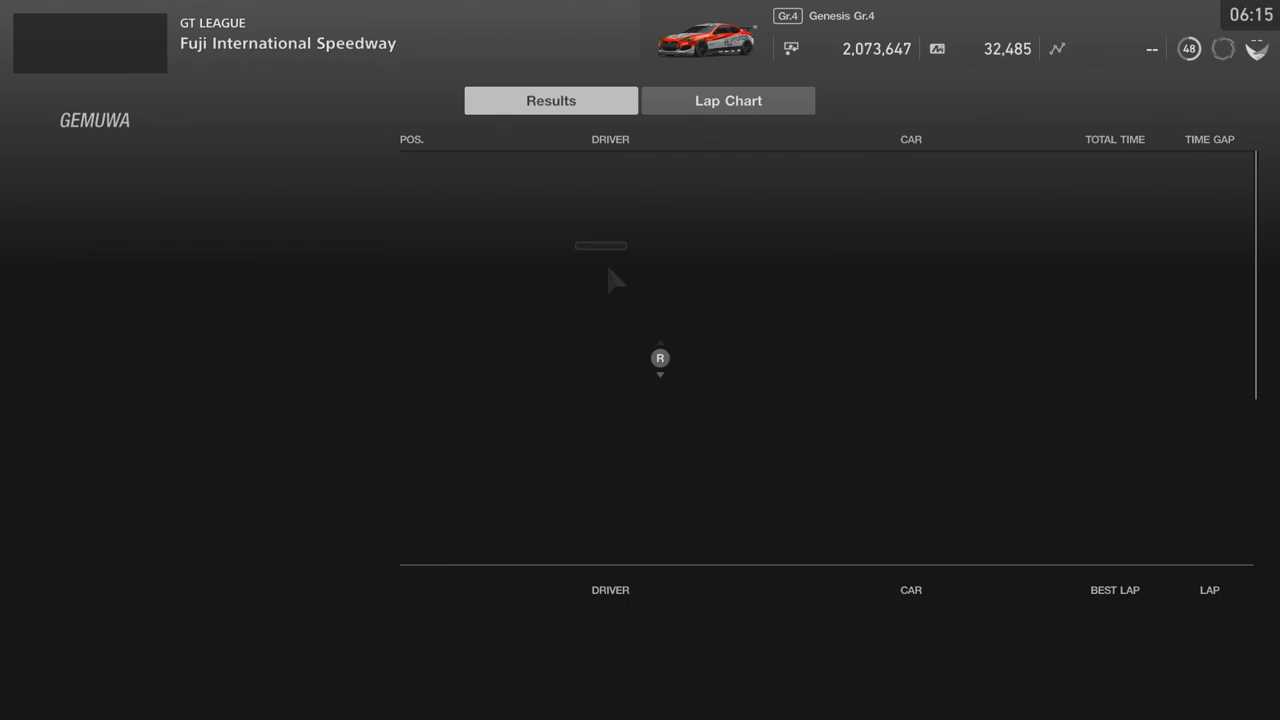 GT LEAGUE
Fuji International Speedway
Gr.4 Genesis Gr.4
06:15
2,073,647
32,485
--
48
--
Results
Lap Chart
GEMUWA
POS. DRIVER CAR TOTAL TIME TIME GAP
R
DRIVER CAR BEST LAP LAP